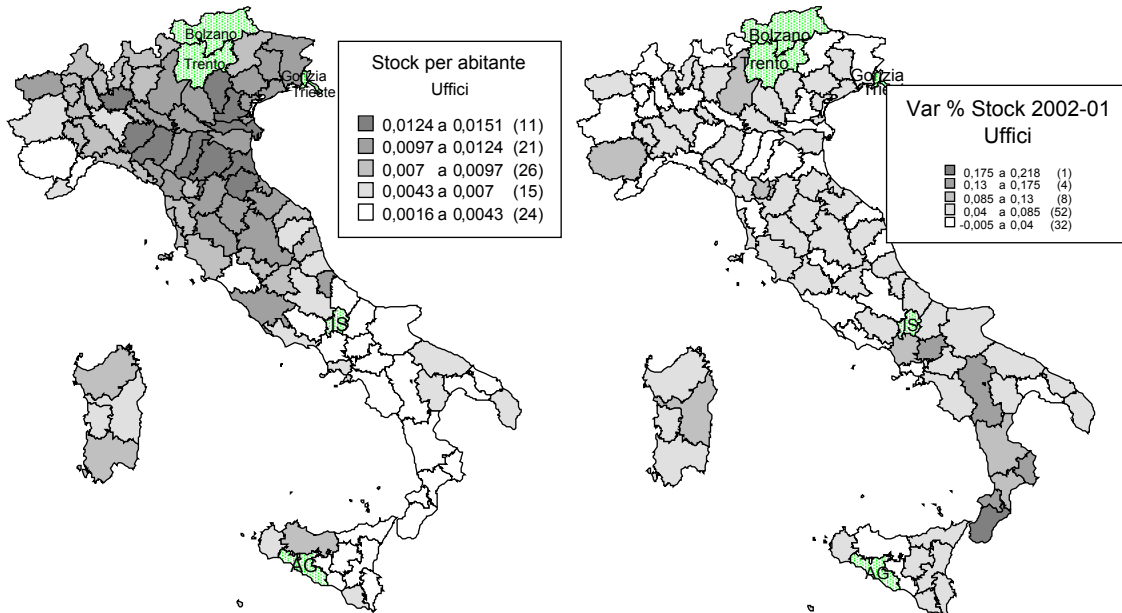 Bolzano
Trento
Gorizia
Trieste
IS
AG
Stock per abitante
Uffici
0,0124 a 0,0151 (11)
0,0097 a 0,0124 (21)
0,007 a 0,0097 (26)
0,0043 a 0,007 (15)
0,0016 a 0,0043 (24)
Bolzano
Trento
Gorizia
Trie
IS
AG
Var % Stock 2002-01
Uffici
0,175 a 0,218 (1)
0,13 a 0,175 (4)
0,085 a 0,13 (8)
0,04 a 0,085 (52)
-0,005 a 0,04 (32)